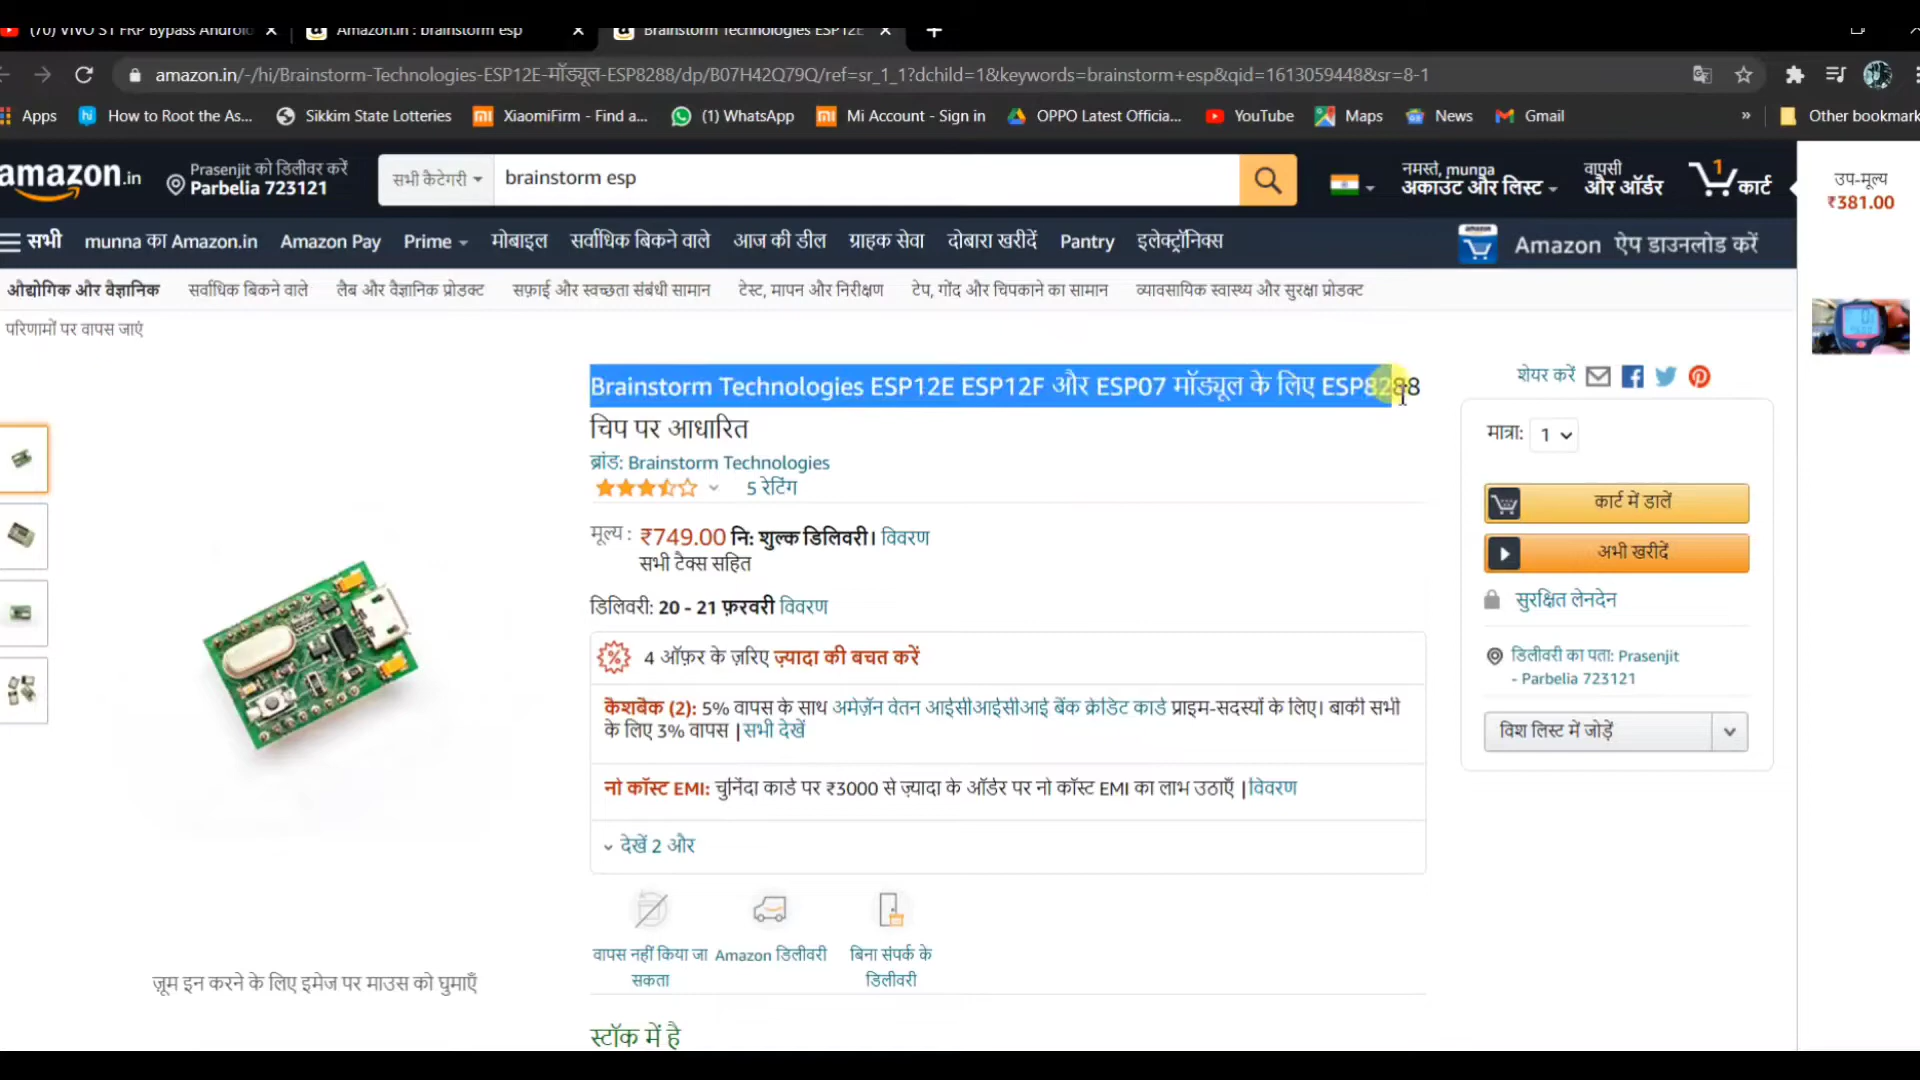 (70) VIVO S1 FRP Bypass Android
Amazon.in : brainstorm esp
Brainstorm Technologies ESP12E
amazon.in/-/hi/Brainstorm-Technologies-ESP12E-मॉड्यूल-ESP8288/dp/B07H42Q79Q/ref=sr_1_1?dchild=1&keywords=brainstorm+esp&qid=1613059448&sr=8-1
Apps
How to Root the As...
Sikkim State Lotteries
XiaomiFirm - Find a...
(1) WhatsApp
Mi Account - Sign in
OPPO Latest Officia...
YouTube
Maps
News
Gmail
»
Other bookmark
amazon.in
Prasenjit को डिलीवर करें
Parbelia 723121
सभी कैटेगरी
brainstorm esp
नमस्ते, munna
अकाउंट और लिस्ट
वापसी
और ऑर्डर
1
कार्ट
उप-मूल्य
₹381.00
सभी
munna का Amazon.in
Amazon Pay
Prime
मोबाइल
सर्वाधिक बिकने वाले
आज की डील
ग्राहक सेवा
दोबारा खरीदें
Pantry
इलेक्ट्रॉनिक्स
amazon
Amazon ऐप डाउनलोड करें
औद्योगिक और वैज्ञानिक
सर्वाधिक बिकने वाले
लैब और वैज्ञानिक प्रोडक्ट
सफ़ाई और स्वच्छता संबंधी सामान
टेस्ट, मापन और निरीक्षण
टेप, गोंद और चिपकाने का सामान
व्यावसायिक स्वास्थ्य और सुरक्षा प्रोडक्ट
परिणामों पर वापस जाएं
Brainstorm Technologies ESP12E ESP12F और ESP07 मॉड्यूल के लिए ESP8288
चिप पर आधारित
ब्रांड: Brainstorm Technologies
5 रेटिंग
मूल्य : ₹749.00 नि: शुल्क डिलिवरी। विवरण
सभी टैक्स सहित
डिलिवरी: 20 - 21 फ़रवरी विवरण
4 ऑफ़र के ज़रिए ज़्यादा की बचत करें
कैशबैक (2): 5% वापस के साथ अमेज़ॅन वेतन आईसीआईसीआई बैंक क्रेडिट कार्ड प्राइम-सदस्यों के लिए। बाकी सभी
के लिए 3% वापस | सभी देखें
नो कॉस्ट EMI: चुनिंदा कार्ड पर ₹3000 से ज़्यादा के ऑर्डर पर नो कॉस्ट EMI का लाभ उठाएँ | विवरण
देखें 2 और
वापस नहीं किया जा
सकता
Amazon डिलीवरी
बिना संपर्क के
डिलीवरी
ज़ूम इन करने के लिए इमेज पर माउस को घुमाएँ
स्टॉक में है
शेयर करें
मात्रा: 1
कार्ट में डालें
अभी खरीदें
सुरक्षित लेनदेन
डिलीवरी का पता: Prasenjit
- Parbelia 723121
विश लिस्ट में जोड़ें